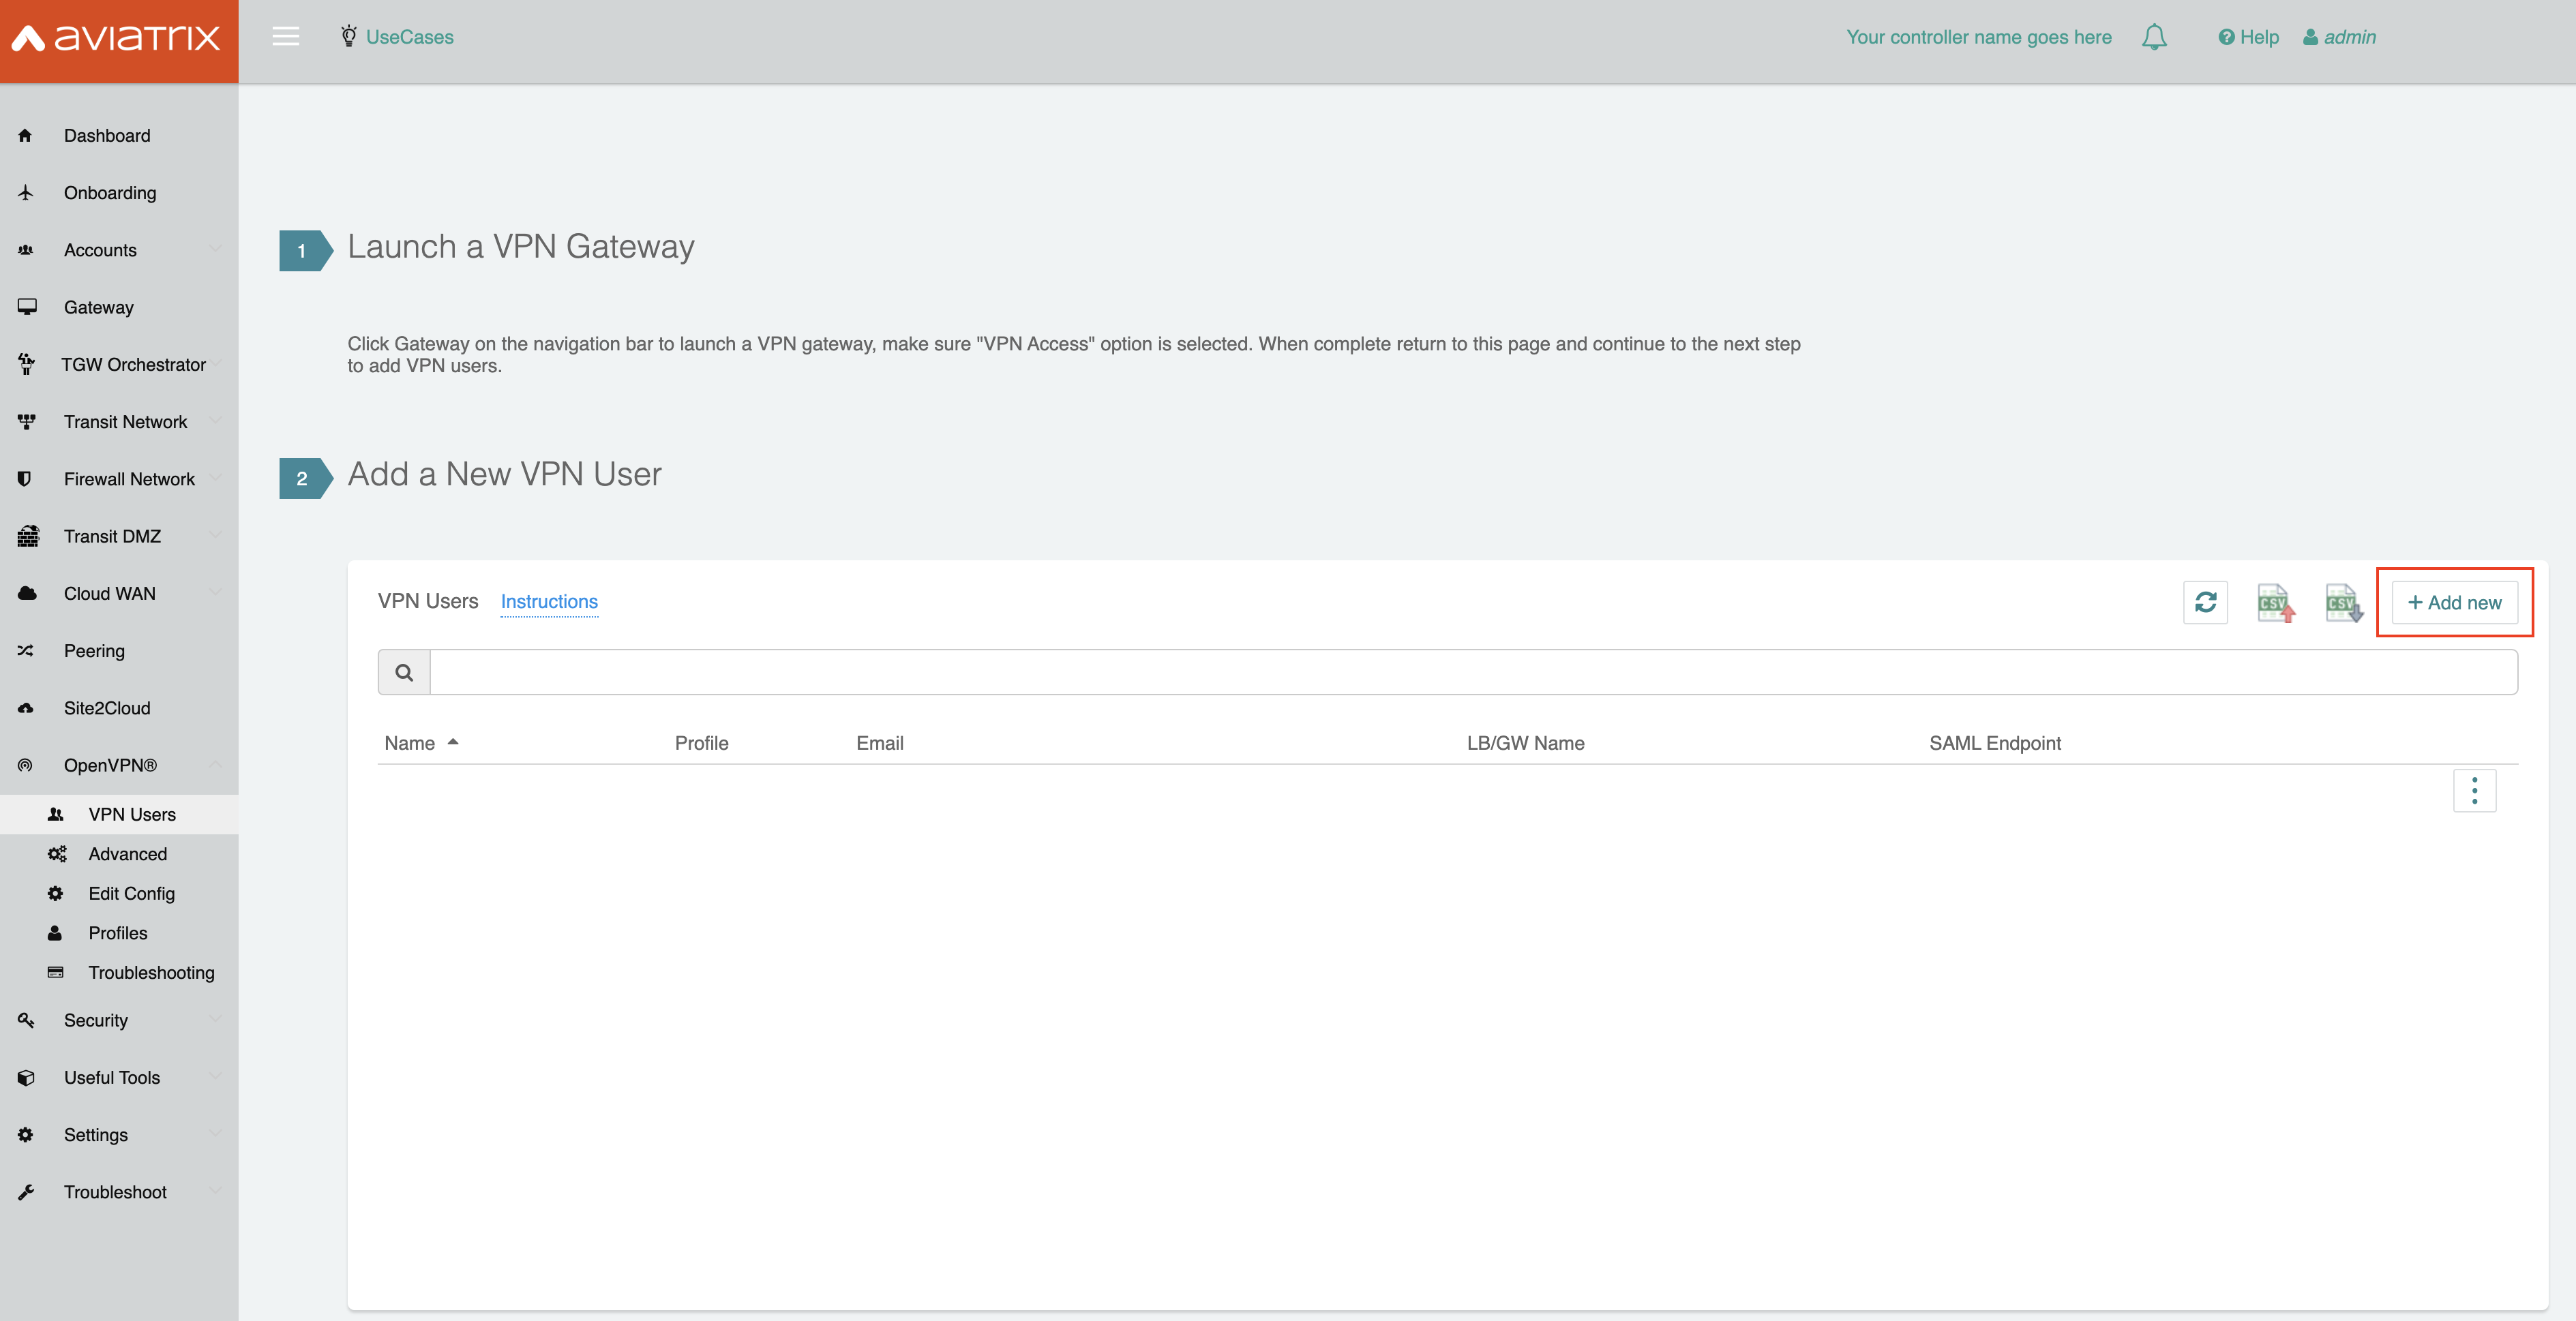 aviatrix
UseCases
Your controller name goes here
Help
admin
Dashboard
Onboarding
Accounts
Gateway
TGW Orchestrator
Transit Network
Firewall Network
Transit DMZ
Cloud WAN
Peering
Site2Cloud
OpenVPN®
VPN Users
Advanced
Edit Config
Profiles
Troubleshooting
Security
Useful Tools
Settings
Troubleshoot
1 Launch a VPN Gateway
Click Gateway on the navigation bar to launch a VPN gateway, make sure "VPN Access" option is selected. When complete return to this page and continue to the next step
to add VPN users.
2 Add a New VPN User
VPN Users Instructions
CSV CSV + Add new
Name Profile Email LB/GW Name SAML Endpoint